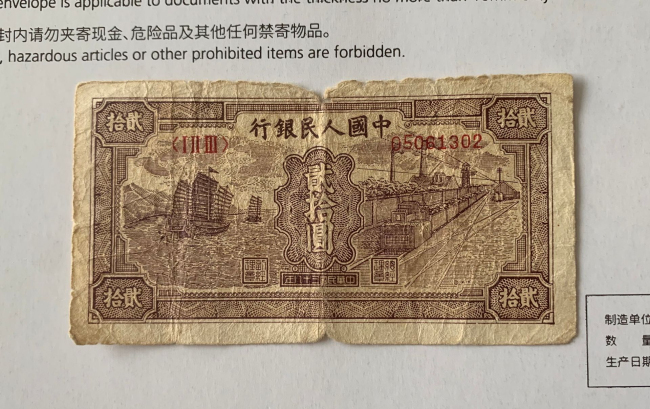 envelope is applicable to documents with the thickness no more than
封内请勿夹寄现金、危险品及其他任何禁寄物品。
, hazardous articles or other prohibited items are forbidden.
貳拾
貳拾
中國人民銀行
(I II III)
05061302
貳拾圓
貳拾
貳拾
制造单位
数 量
生产日期